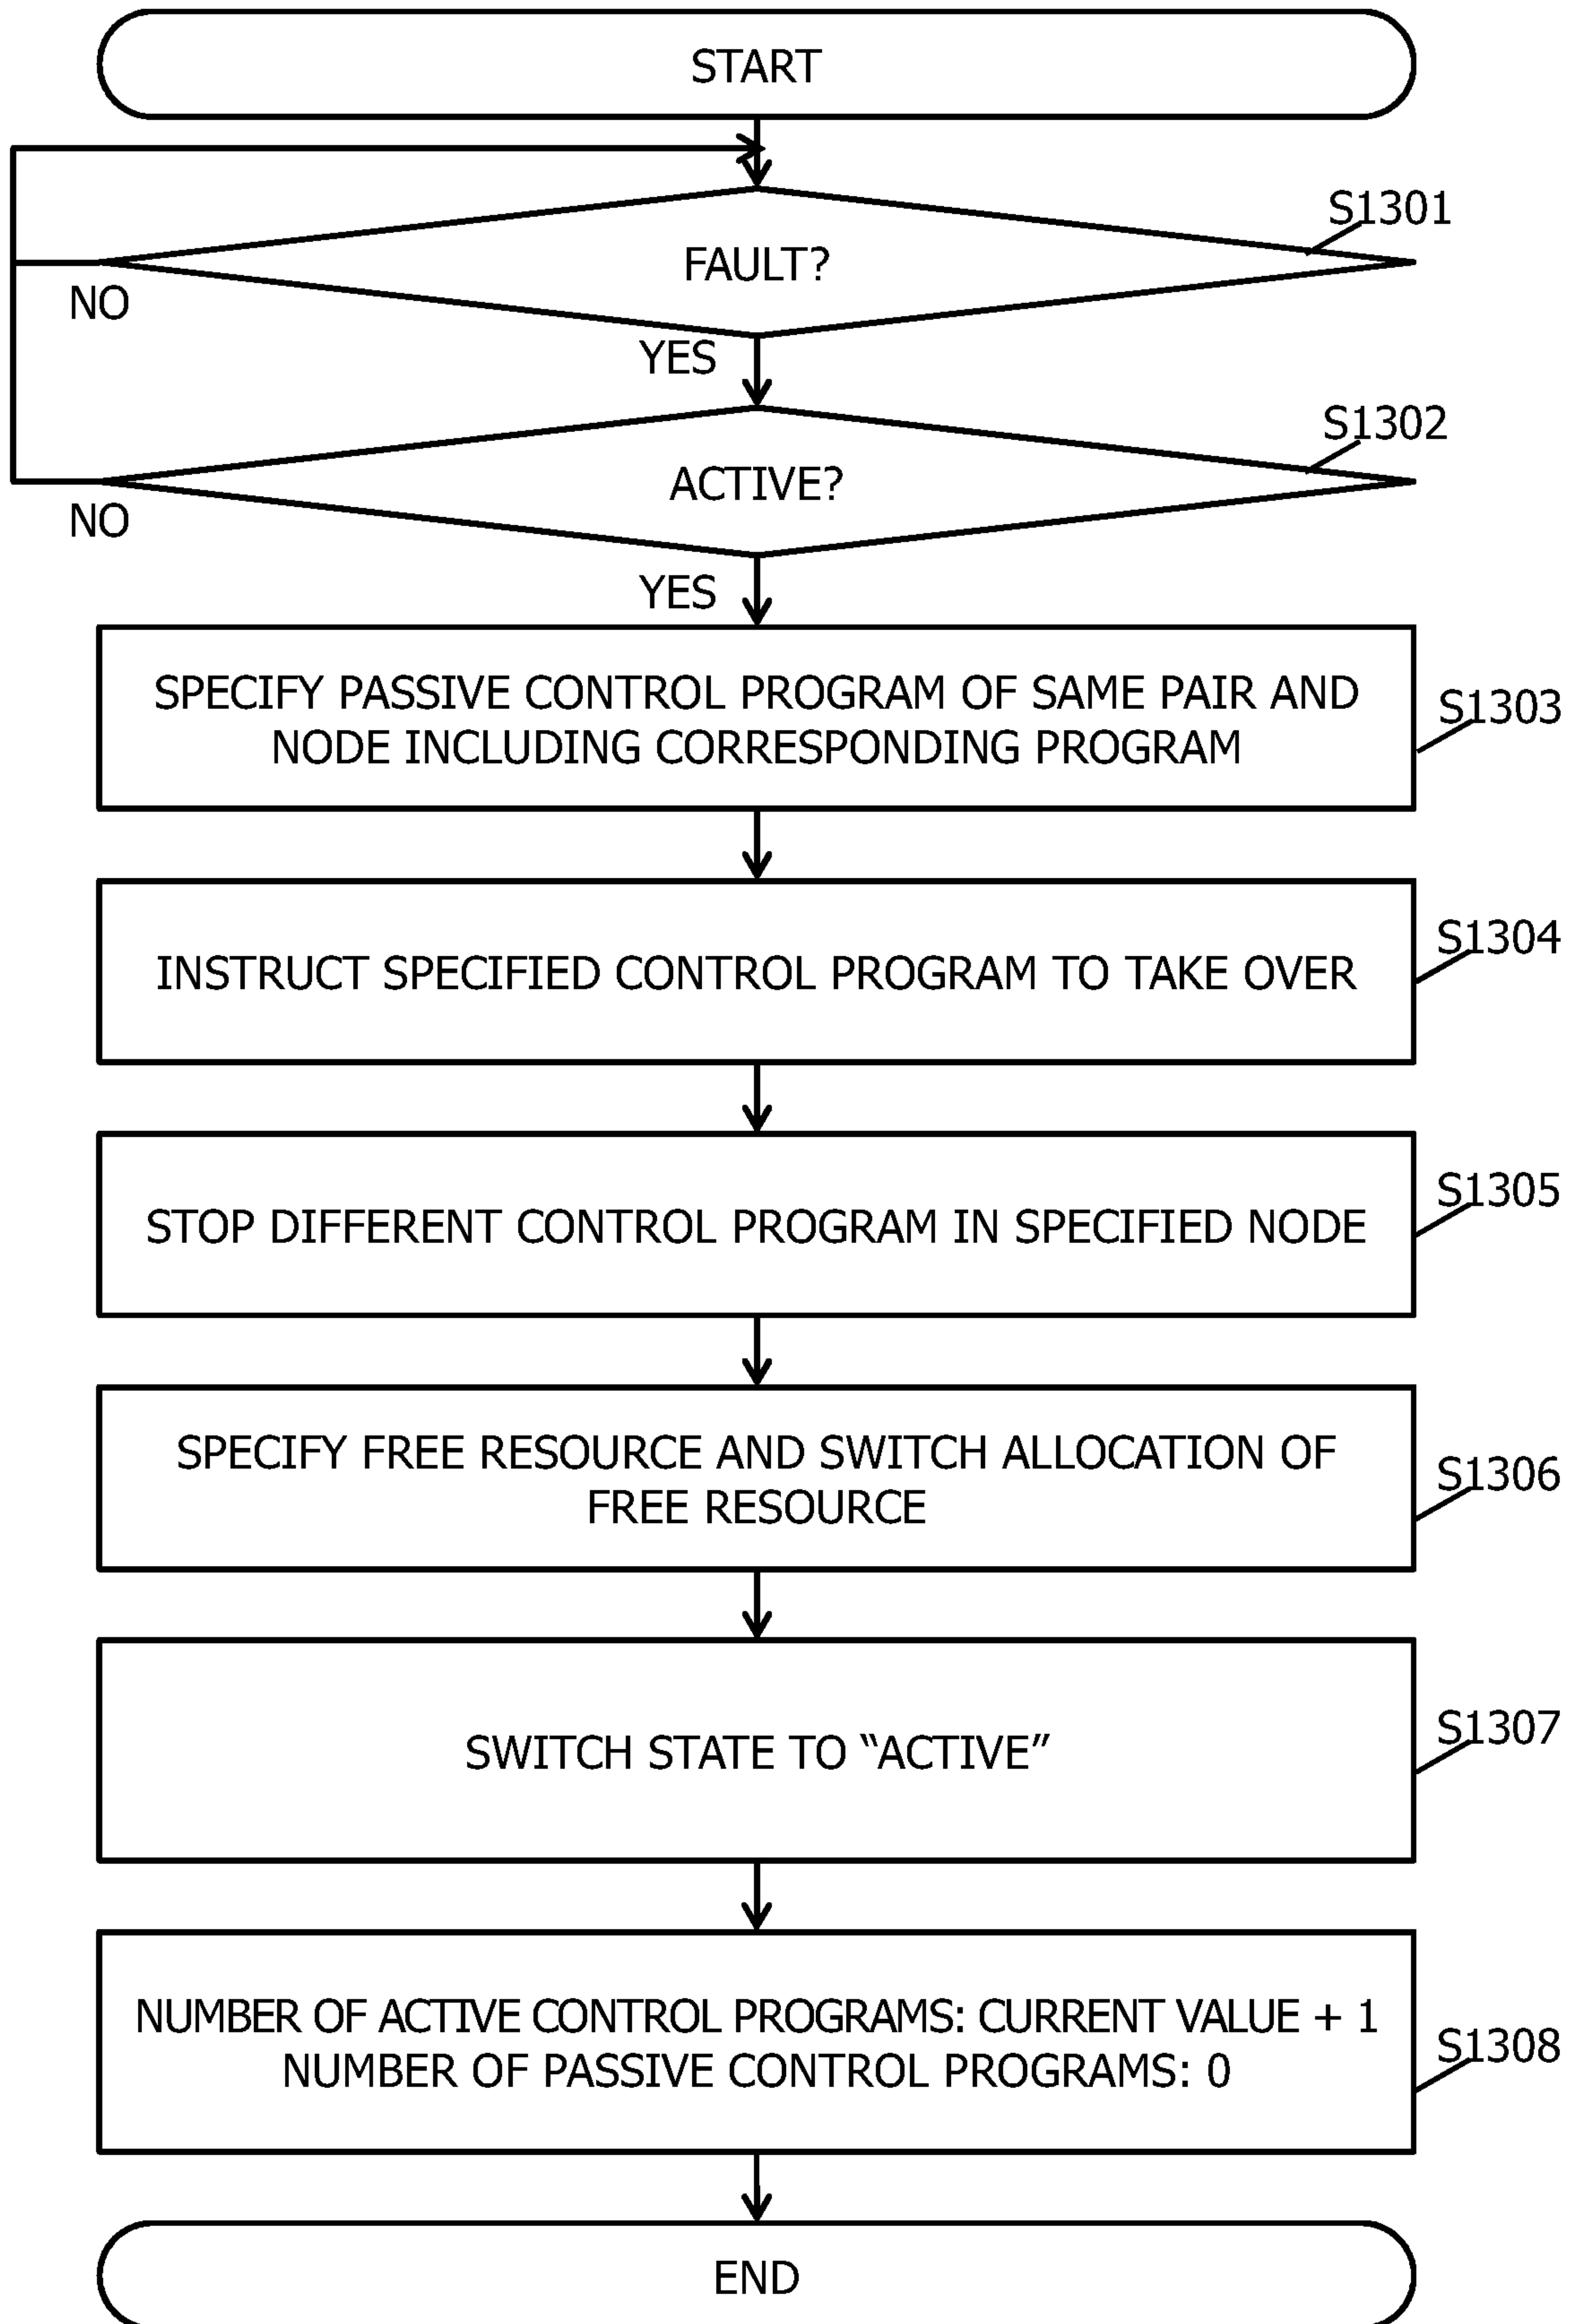 START
S1301
FAULT?
NO
YES
S1302
ACTIVE?
NO
YES
SPECIFY PASSIVE CONTROL PROGRAM OF SAME PAIR AND
NODE INCLUDING CORRESPONDING PROGRAM
S1303
INSTRUCT SPECIFIED CONTROL PROGRAM TO TAKE OVER
S1304
STOP DIFFERENT CONTROL PROGRAM IN SPECIFIED NODE
S1305
SPECIFY FREE RESOURCE AND SWITCH ALLOCATION OF
FREE RESOURCE
S1306
SWITCH STATE TO “ACTIVE”
S1307
NUMBER OF ACTIVE CONTROL PROGRAMS: CURRENT VALUE + 1
NUMBER OF PASSIVE CONTROL PROGRAMS: 0
S1308
END